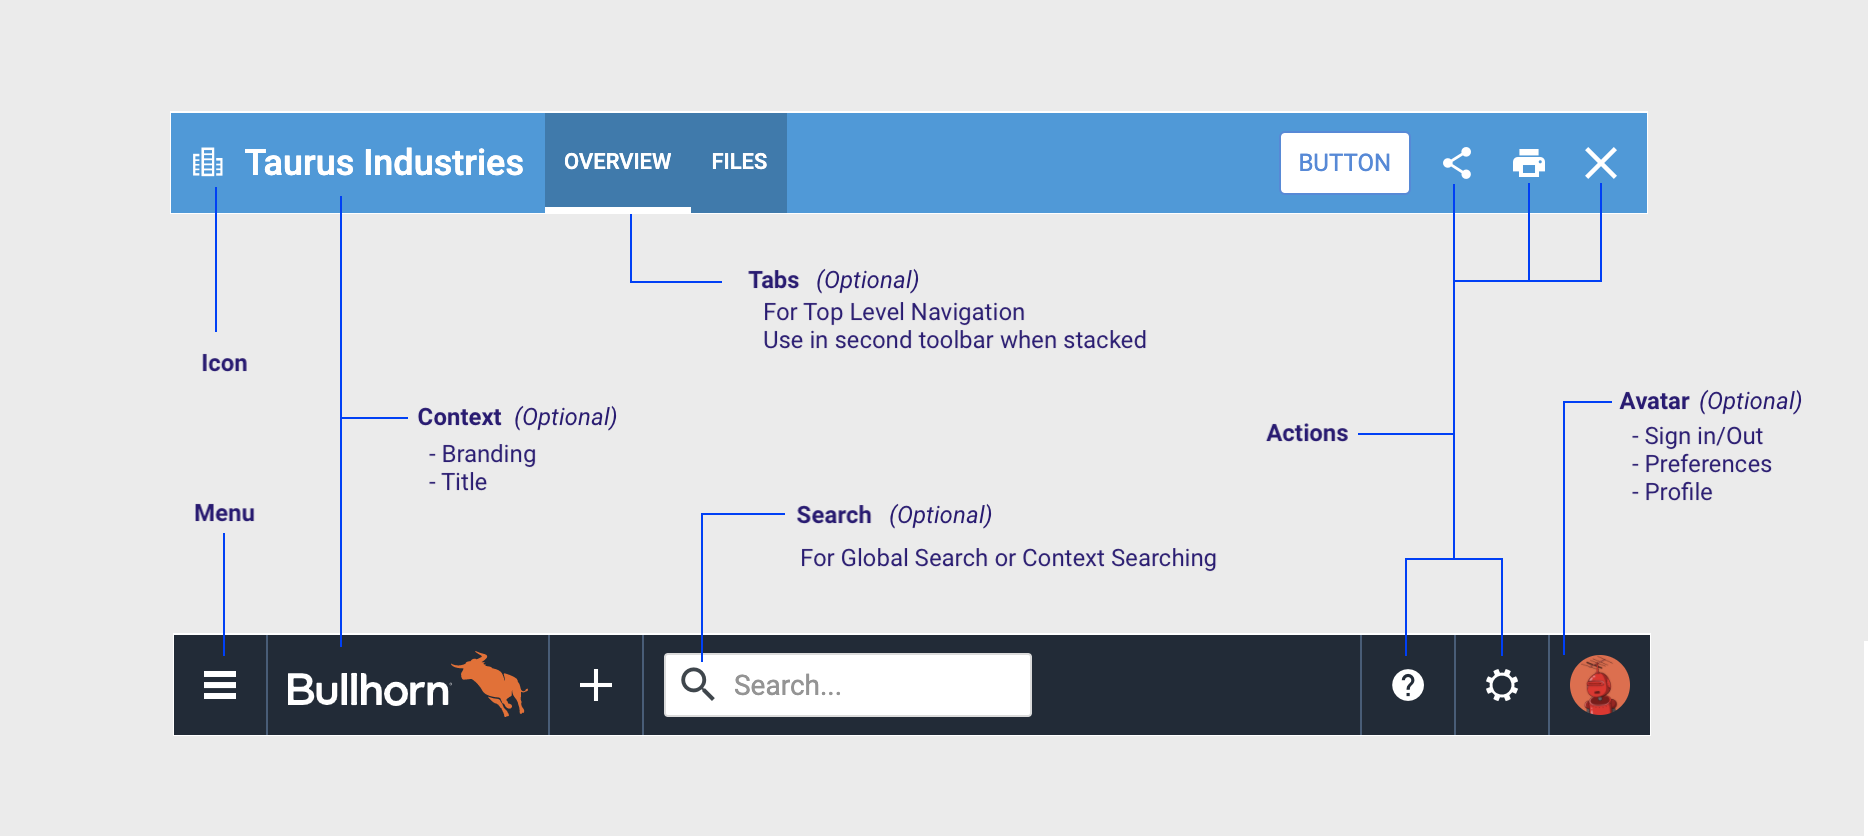 Taurus Industries
OVERVIEW
FILES
BUTTON
Tabs (Optional)
For Top Level Navigation
Use in second toolbar when stacked
Icon
Context (Optional)
- Branding
- Title
Actions
Avatar (Optional)
- Sign in/Out
- Preferences
- Profile
Menu
Search (Optional)
For Global Search or Context Searching
Bullhorn
Search...
?